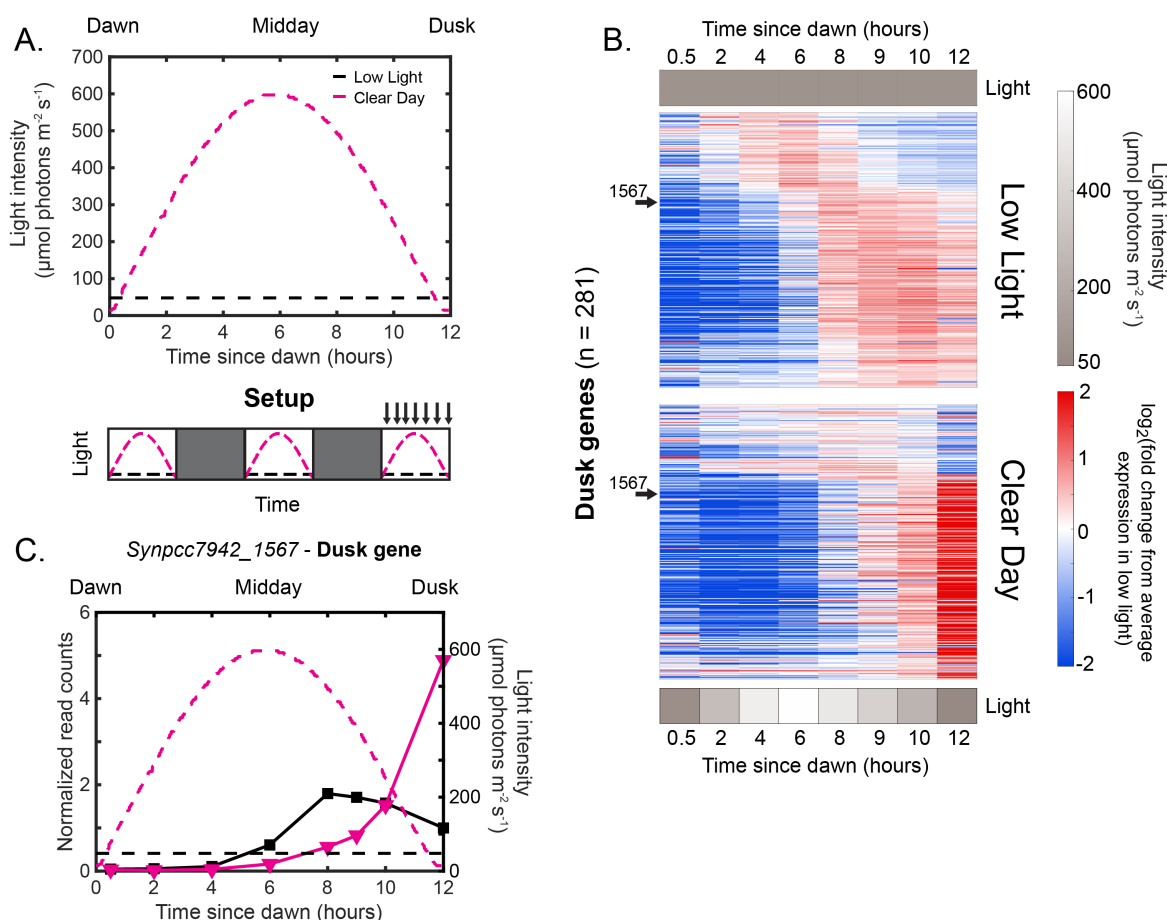 A.
Dawn Midday Dusk
700
600
500
400
300
200
100
0
Light intensity
(μmol photons m-2 s-1)
Low Light
Clear Day
0 2 4 6 8 10 12
Time since dawn (hours)
Setup
Light
Time
B.
Time since dawn (hours)
0.5 2 4 6 8 9 10 12
Light
1567
Low Light
Dusk genes (n = 281)
1567
Clear Day
Light
0.5 2 4 6 8 9 10 12
Time since dawn (hours)
600
400
200
50
Light intensity
(μmol photons m-2 s-1)
2
1
0
-1
-2
log2(fold change from average
expression in low light)
C.
Synpcc7942_1567 - Dusk gene
Dawn Midday Dusk
6
4
2
0
Normalized read counts
600
400
200
0
Light intensity
(μmol photons m-2 s-1)
0 2 4 6 8 10 12
Time since dawn (hours)